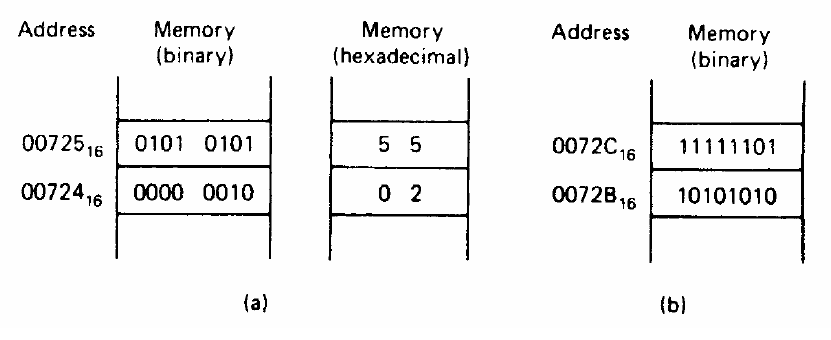 Address Memory Memory Address Memory
(binary) (hexadecimal) (binary)
00725₁₆ 0101 0101 5 5 0072C₁₆ 11111101
00724₁₆ 0000 0010 0 2 0072B₁₆ 10101010
(a) (b)